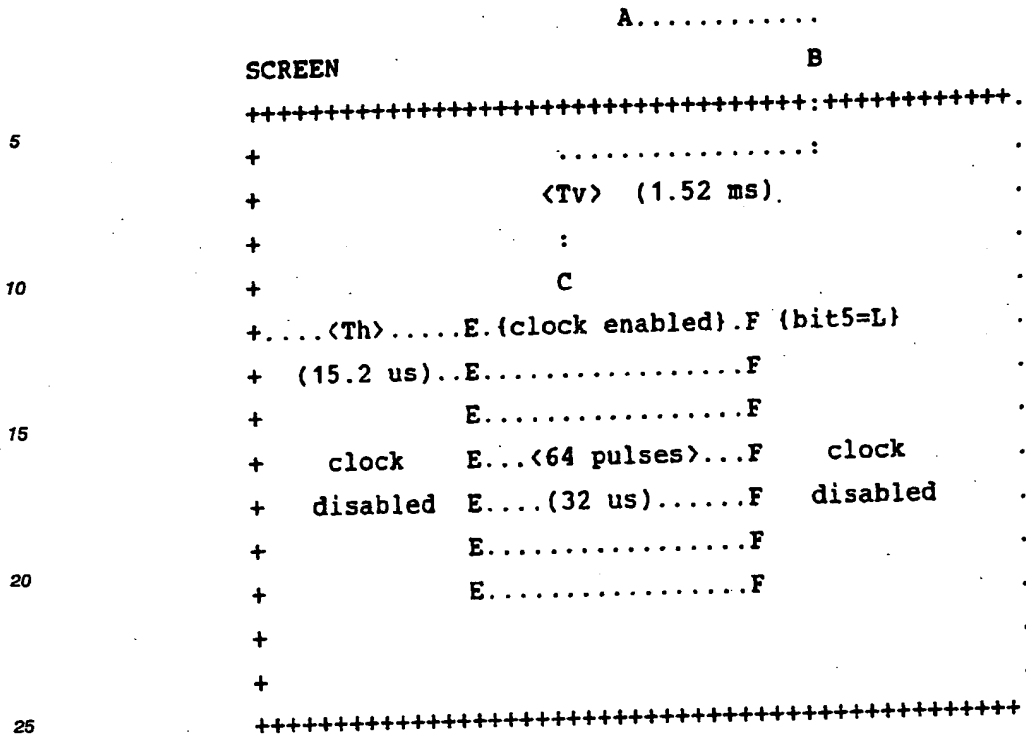 A............
SCREEN B
+++++++++++++++++++++++++++++++++++:++++++++++++.
5 + ................: .
+ <Tv> (1.52 ms). .
+ : .
10 + C .
+....<Th>.....E.{clock enabled}.F {bit5=L} .
+ (15.2 us)..E.................F .
15 + E.................F .
+ clock E...<64 pulses>...F clock .
+ disabled E....(32 us)......F disabled .
+ E.................F .
20 + E.................F .
+ .
+ .
25 ++++++++++++++++++++++++++++++++++++++++++++++++